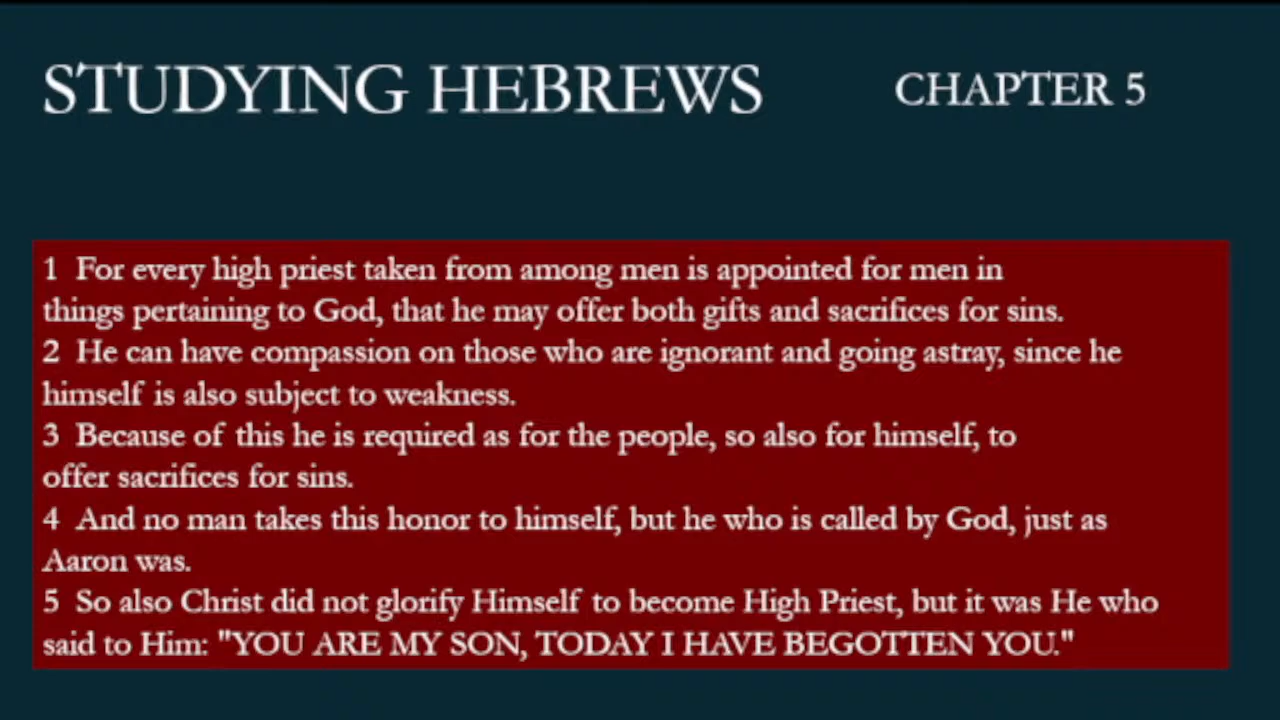 STUDYING HEBREWS CHAPTER 5
1 For every high priest taken from among men is appointed for men in
things pertaining to God, that he may offer both gifts and sacrifices for sins.
2 He can have compassion on those who are ignorant and going astray, since he
himself is also subject to weakness.
3 Because of this he is required as for the people, so also for himself, to
offer sacrifices for sins.
4 And no man takes this honor to himself, but he who is called by God, just as
Aaron was.
5 So also Christ did not glorify Himself to become High Priest, but it was He who
said to Him: "YOU ARE MY SON, TODAY I HAVE BEGOTTEN YOU."